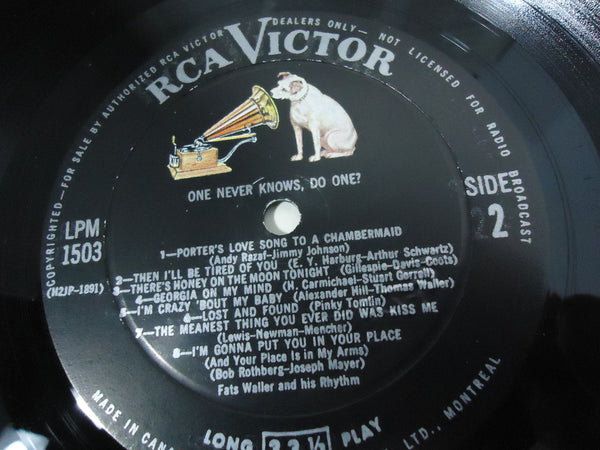 COPYRIGHTED—FOR SALE BY AUTHORIZED RCA VICTOR DEALERS ONLY—NOT LICENSED FOR RADIO BROADCAST
RCA VICTOR
ONE NEVER KNOWS, DO ONE?
LPM
1503
(H2JP-1891)
SIDE
2
1—PORTER'S LOVE SONG TO A CHAMBERMAID
(Andy Razaf-Jimmy Johnson)
2—THEN I'LL BE TIRED OF YOU (E. Y. Harburg-Arthur Schwartz)
3—THERE'S HONEY ON THE MOON TONIGHT (Gillespie-Davis-Coots)
4—GEORGIA ON MY MIND (H. Carmichael-Stuart Gorrell)
5—I'M CRAZY 'BOUT MY BABY (Alexander Hill-Thomas Waller)
6—LOST AND FOUND (Pinky Tomlin)
7—THE MEANEST THING YOU EVER DID WAS KISS ME
(Lewis-Newman-Mencher)
8—I'M GONNA PUT YOU IN YOUR PLACE
(And Your Place is in My Arms)
(Bob Rothberg-Joseph Mayer)
Fats Waller and his Rhythm
LONG 33⅓ PLAY
MADE IN
LTD., MONTREAL